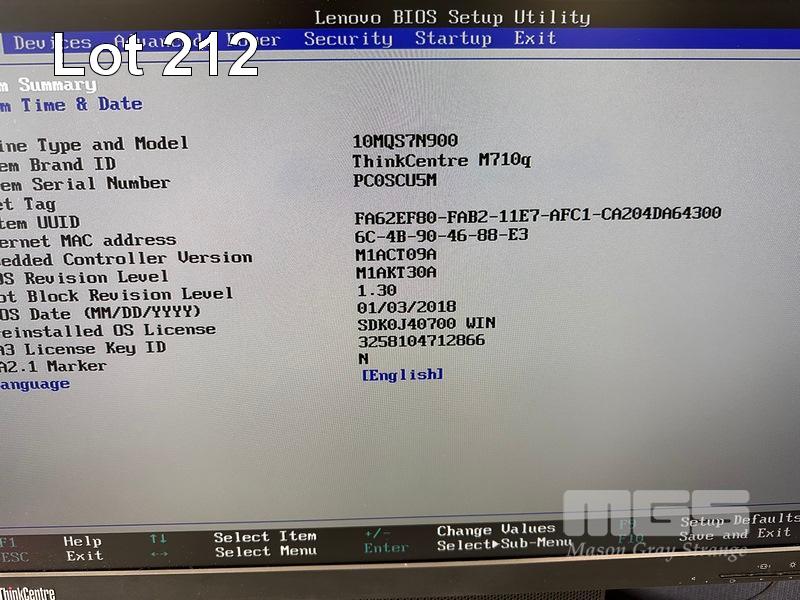 Lenovo BIOS Setup Utility
Devices Advanced Power Security Startup Exit
Lot 212
m Summary
m Time & Date
ine Type and Model 10MQS7N900
em Brand ID ThinkCentre M710q
em Serial Number PC0SCU5M
et Tag
tem UUID FA62EF80-FAB2-11E7-AFC1-CA204DA64300
ernet MAC address 6C-4B-90-46-88-E3
edded Controller Version M1ACT09A
OS Revision Level M1AKT30A
ot Block Revision Level 1.30
OS Date (MM/DD/YYYY) 01/03/2018
einstalled OS License SDK0J40700 WIN
A3 License Key ID 3258104712866
A2.1 Marker N
anguage [English]
F1 Help ↑↓ Select Item +/- Change Values F9 Setup Defaults
ESC Exit ↔ Select Menu Enter Select▸Sub-Menu F10 Save and Exit
MGS
Mason Gray Strange
ThinkCentre